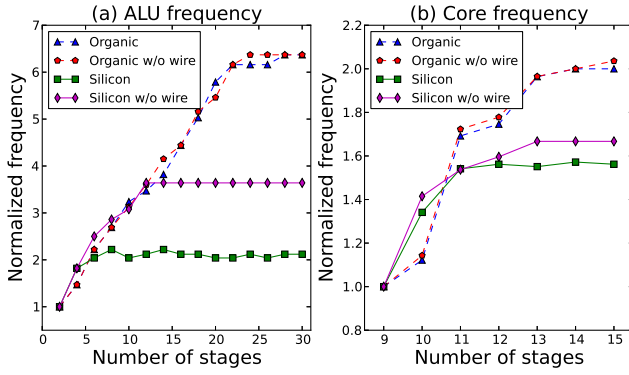 (a) ALU frequency
Normalized frequency
7
6
5
4
3
2
1
Organic
Organic w/o wire
Silicon
Silicon w/o wire
0 5 10 15 20 25 30
Number of stages
(b) Core frequency
Normalized frequency
2.2
2.0
1.8
1.6
1.4
1.2
1.0
0.8
Organic
Organic w/o wire
Silicon
Silicon w/o wire
9 10 11 12 13 14 15
Number of stages